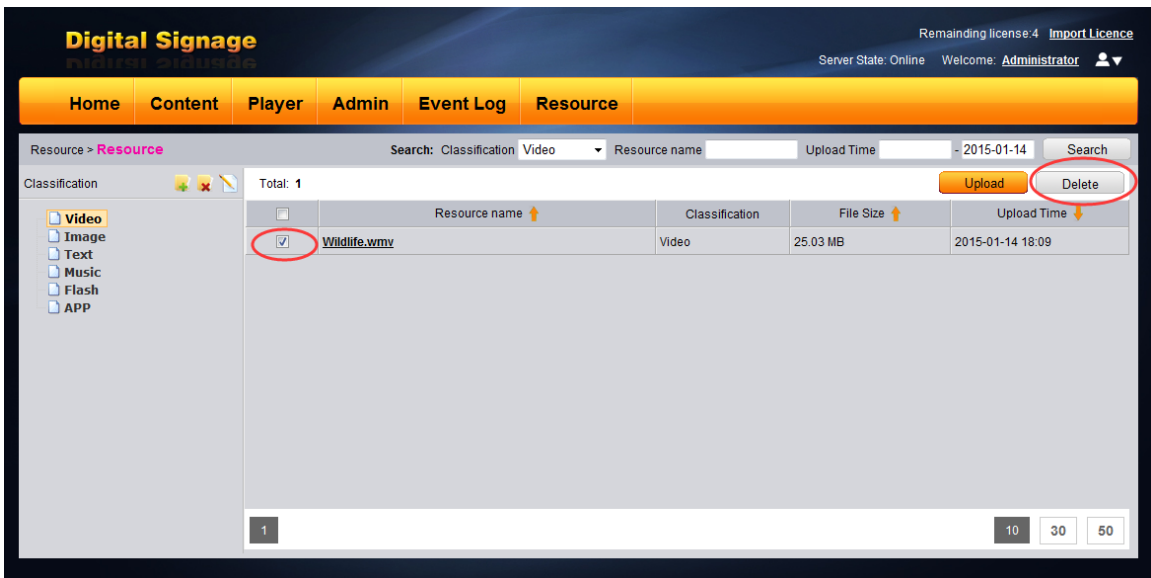 Digital Signage
Remainding license:4 Import Licence
Server State: Online Welcome: Administrator
Home Content Player Admin Event Log Resource
Resource > Resource Search: Classification Video Resource name Upload Time - 2015-01-14 Search
Classification Total: 1 Upload Delete
Resource name Classification File Size Upload Time
Wildlife.wmv Video 25.03 MB 2015-01-14 18:09
Video
Image
Text
Music
Flash
APP
1 10 30 50